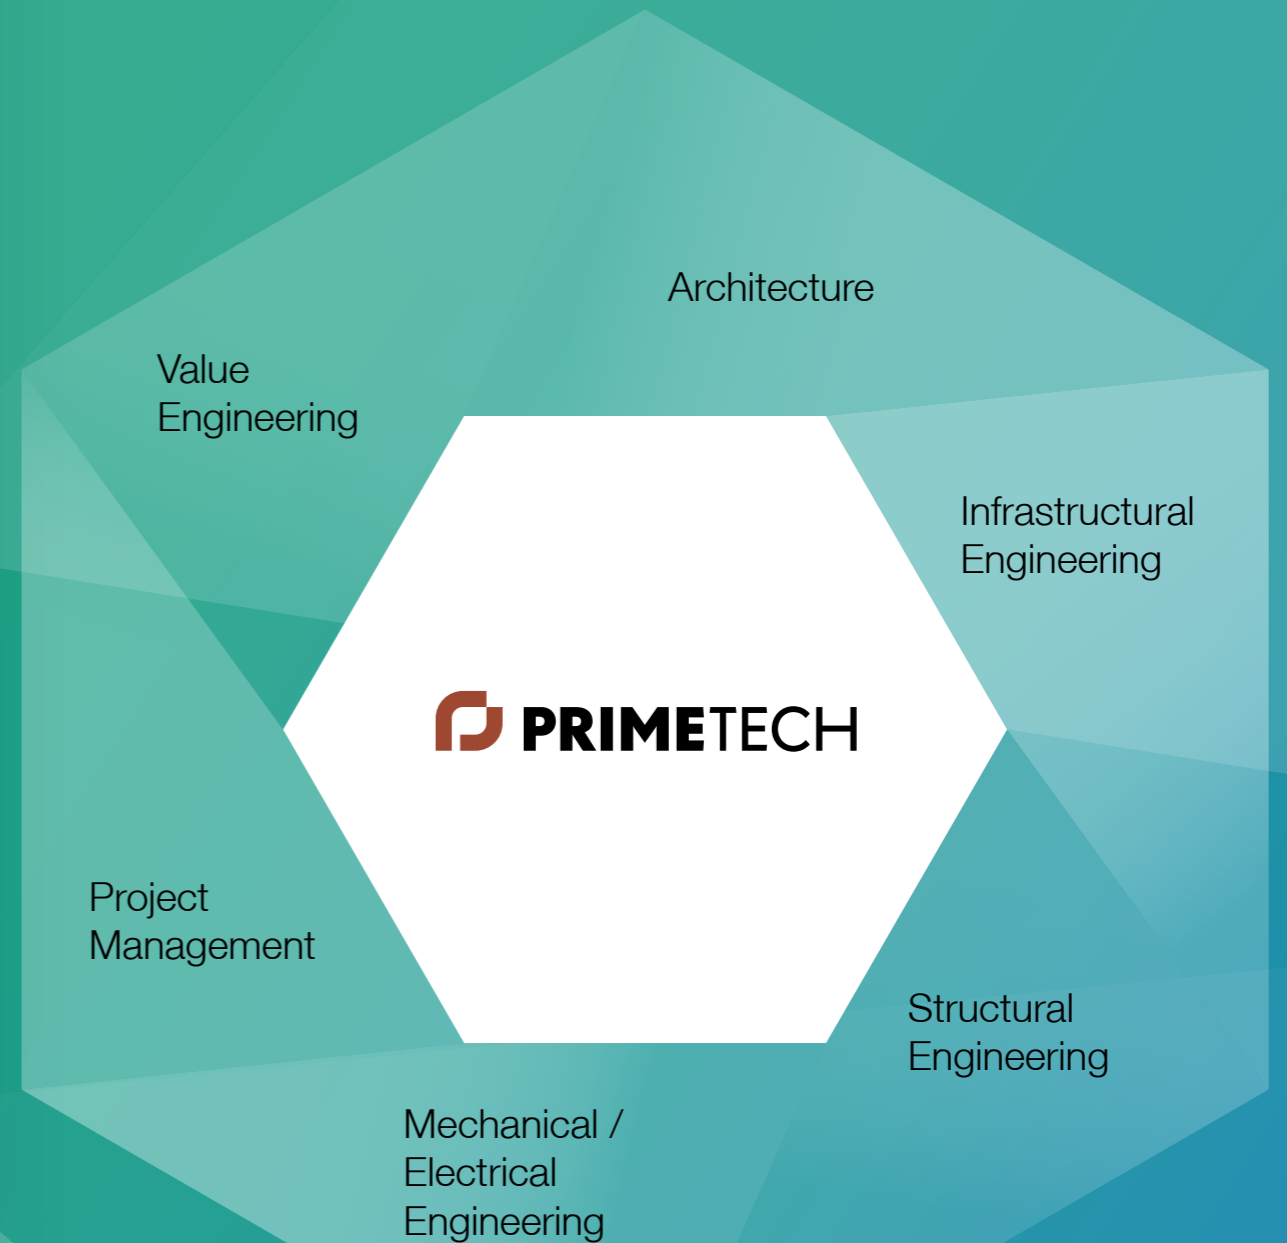 Architecture
Value
Engineering
Infrastructural
Engineering
PRIMETECH
Project
Management
Structural
Engineering
Mechanical /
Electrical
Engineering